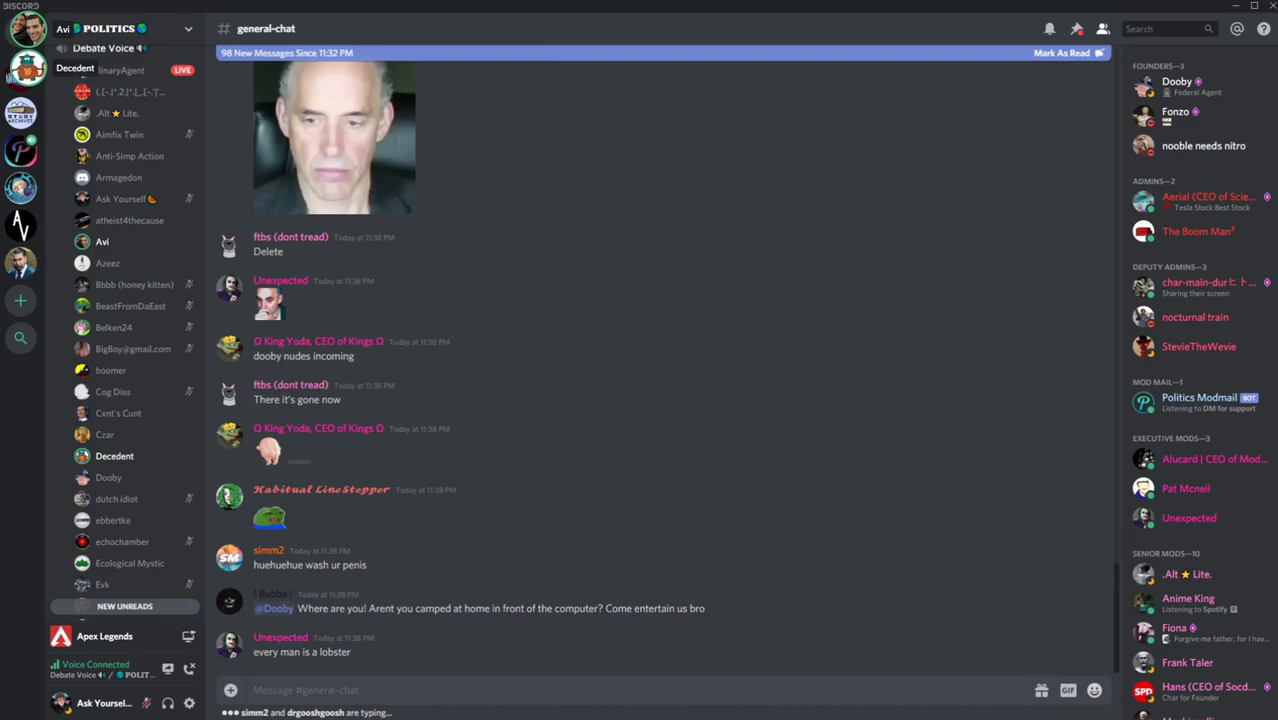 DISCORD
Avi
POLITICS
general-chat
Search
Debate Voice
Decedent
98 New Messages Since 11:32 PM
Mark As Read
linaryAgent
LIVE
.Alt ⭐ Lite.
Aimfix Twin
Anti-Simp Action
Armagedon
Ask Yourself
atheist4thecause
Avi
Azeez
Bbbb (honey kitten)
BeastFromDaEast
Belken24
BigBoy@gmail.com
boomer
Cog Diss
Cxnt's Cunt
Czar
Decedent
Dooby
dutch idiot
ebbertke
echochamber
Ecological Mystic
Evk
NEW UNREADS
Apex Legends
Voice Connected
Debate Voice / POLIT...
Ask Yoursel...
ftbs (dont tread) Today at 11:38 PM
Delete
Unexpected Today at 11:38 PM
Ω King Yoda, CEO of Kings Ω Today at 11:38 PM
dooby nudes incoming
ftbs (dont tread) Today at 11:38 PM
There it's gone now
Ω King Yoda, CEO of Kings Ω Today at 11:38 PM
(edited)
Habitual LineStepper Today at 11:38 PM
simm2 Today at 11:38 PM
huehuehue wash ur penis
! Bubba ! Today at 11:38 PM
@Dooby Where are you! Arent you camped at home in front of the computer? Come entertain us bro
Unexpected Today at 11:38 PM
every man is a lobster
Message #general-chat
GIF
simm2 and drgooshgoosh are typing...
FOUNDERS—3
Dooby
Federal Agent
Fonzo
nooble needs nitro
ADMINS—2
Aerial (CEO of Scie...
Tesla Stock Best Stock
The Boom Man³
DEPUTY ADMINS—3
char-main-durヒト...
Sharing their screen
nocturnal train
StevieTheWevie
MOD MAIL—1
Politics Modmail BOT
Listening to DM for support
EXECUTIVE MODS—3
Alucard | CEO of Mod...
Pat Mcneil
Unexpected
SENIOR MODS—10
.Alt ⭐ Lite.
Anime King
Listening to Spotify
Fiona
Forgive me father, for I hav...
Frank Taler
Hans (CEO of Socd...
Char for Founder